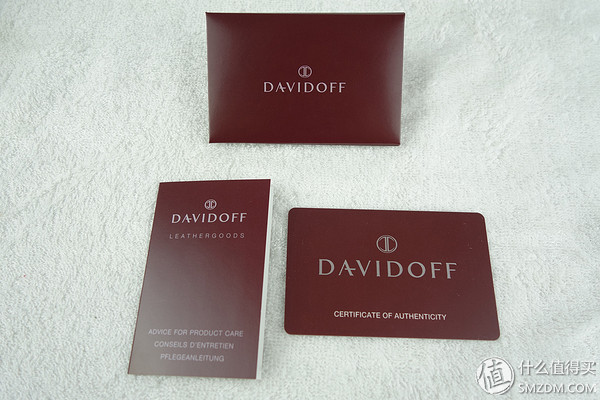 DAVIDOFF
DAVIDOFF
LEATHERGOODS
ADVICE FOR PRODUCT CARE
CONSEILS D'ENTRETIEN
PFLEGEANLEITUNG
DAVIDOFF
CERTIFICATE OF AUTHENTICITY
值 什么值得买
SMZDM.COM